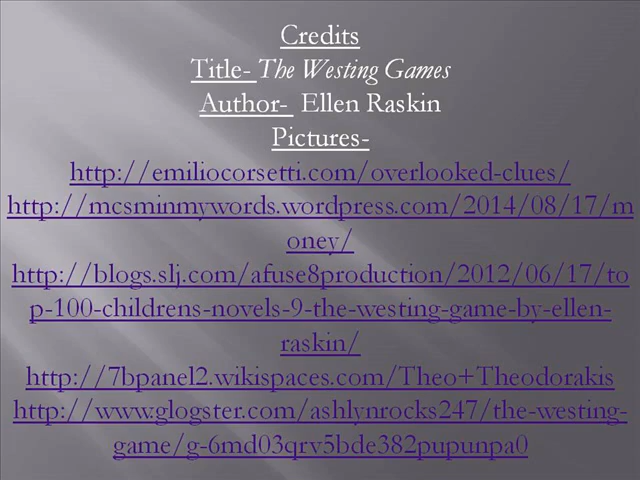 Credits
Title- The Westing Games
Author-  Ellen Raskin
Pictures-
http://emiliocorsetti.com/overlooked-clues/
http://mcsminmywords.wordpress.com/2014/08/17/m
oney/
http://blogs.slj.com/afuse8production/2012/06/17/to
p-100-childrens-novels-9-the-westing-game-by-ellen-
raskin/
http://7bpanel2.wikispaces.com/Theo+Theodorakis
http://www.glogster.com/ashlynrocks247/the-westing-
game/g-6md03qrv5bde382pupunpa0